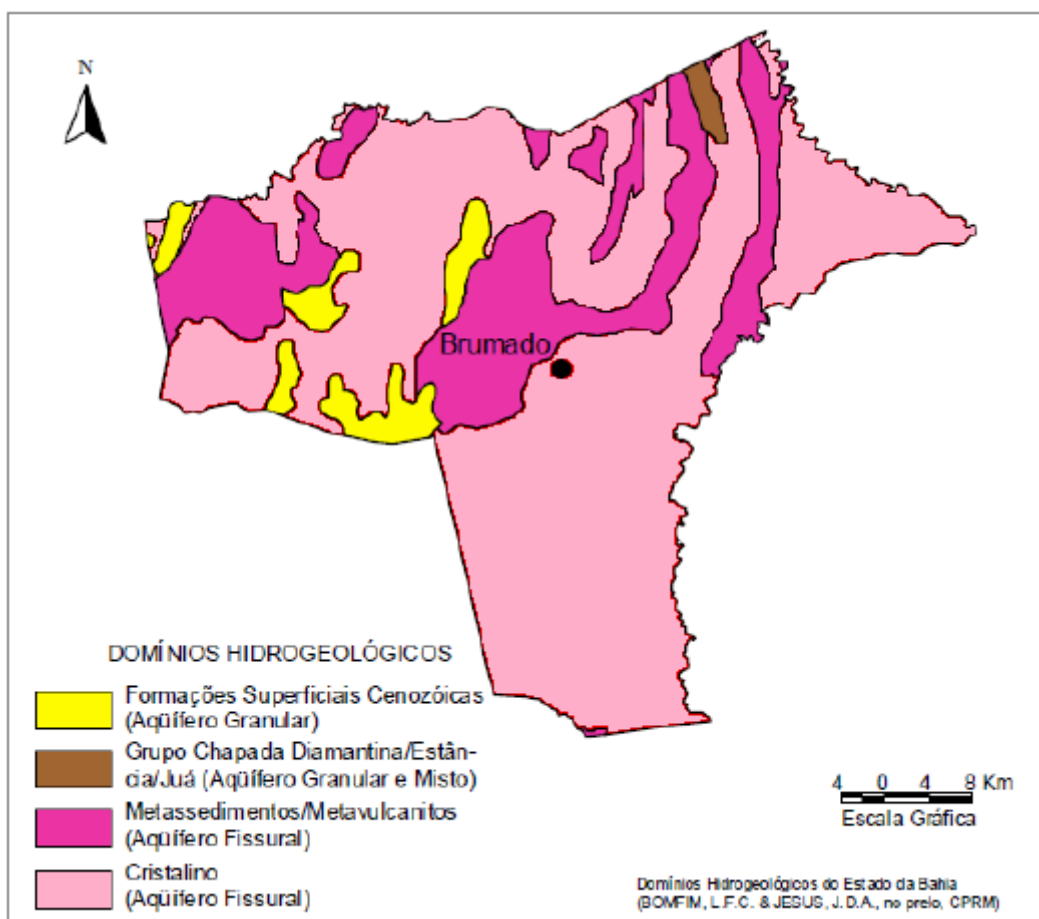 N
Brumado
DOMÍNIOS HIDROGEOLÓGICOS
Formações Superficiais Cenozóicas
(Aqüífero Granular)
Grupo Chapada Diamantina/Estân-
cia/Juá (Aqüífero Granular e Misto)
Metassedimentos/Metavulcanitos
(Aqüífero Fissural)
Cristalino
(Aqüífero Fissural)
4 0 4 8 Km
Escala Gráfica
Domínios Hidrogeológicos do Estado da Bahia
(BOMFIM, L.F.C. & JESUS, J.D.A., no prelo, CPRM)